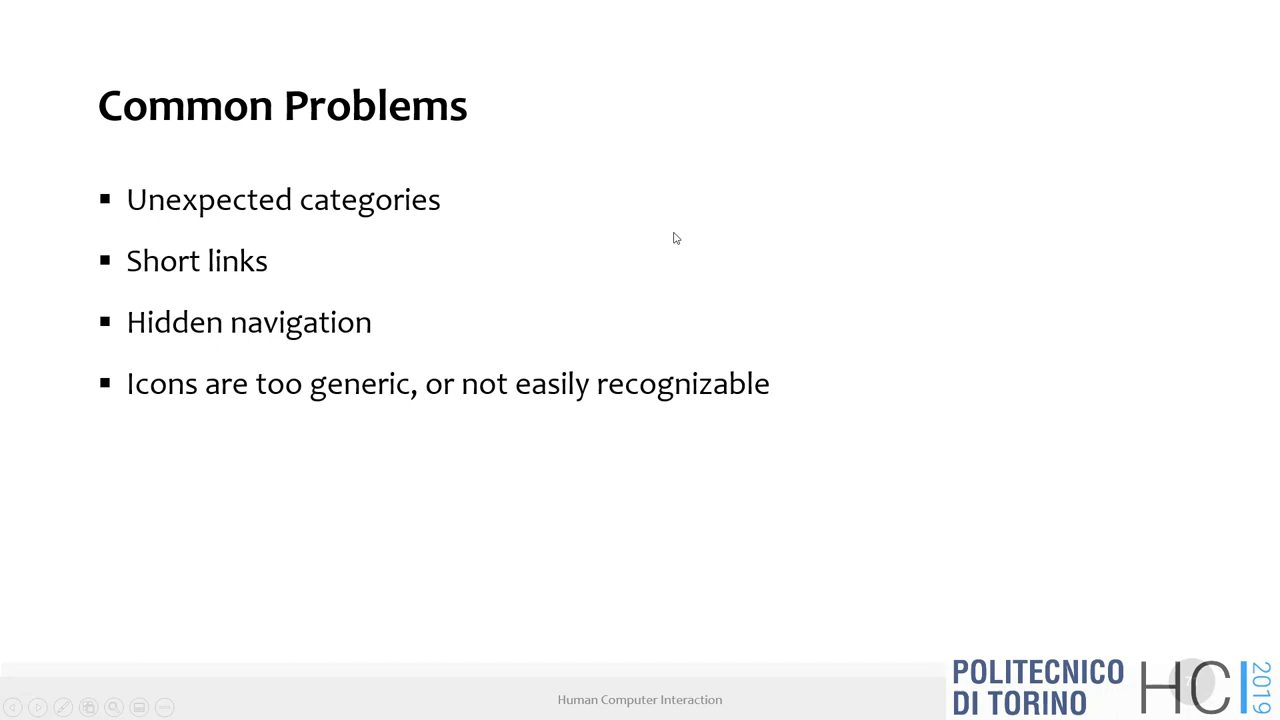 Common Problems
Unexpected categories
Short links
Hidden navigation
Icons are too generic, or not easily recognizable
Human Computer Interaction
POLITECNICO
DI TORINO
HCI
2019